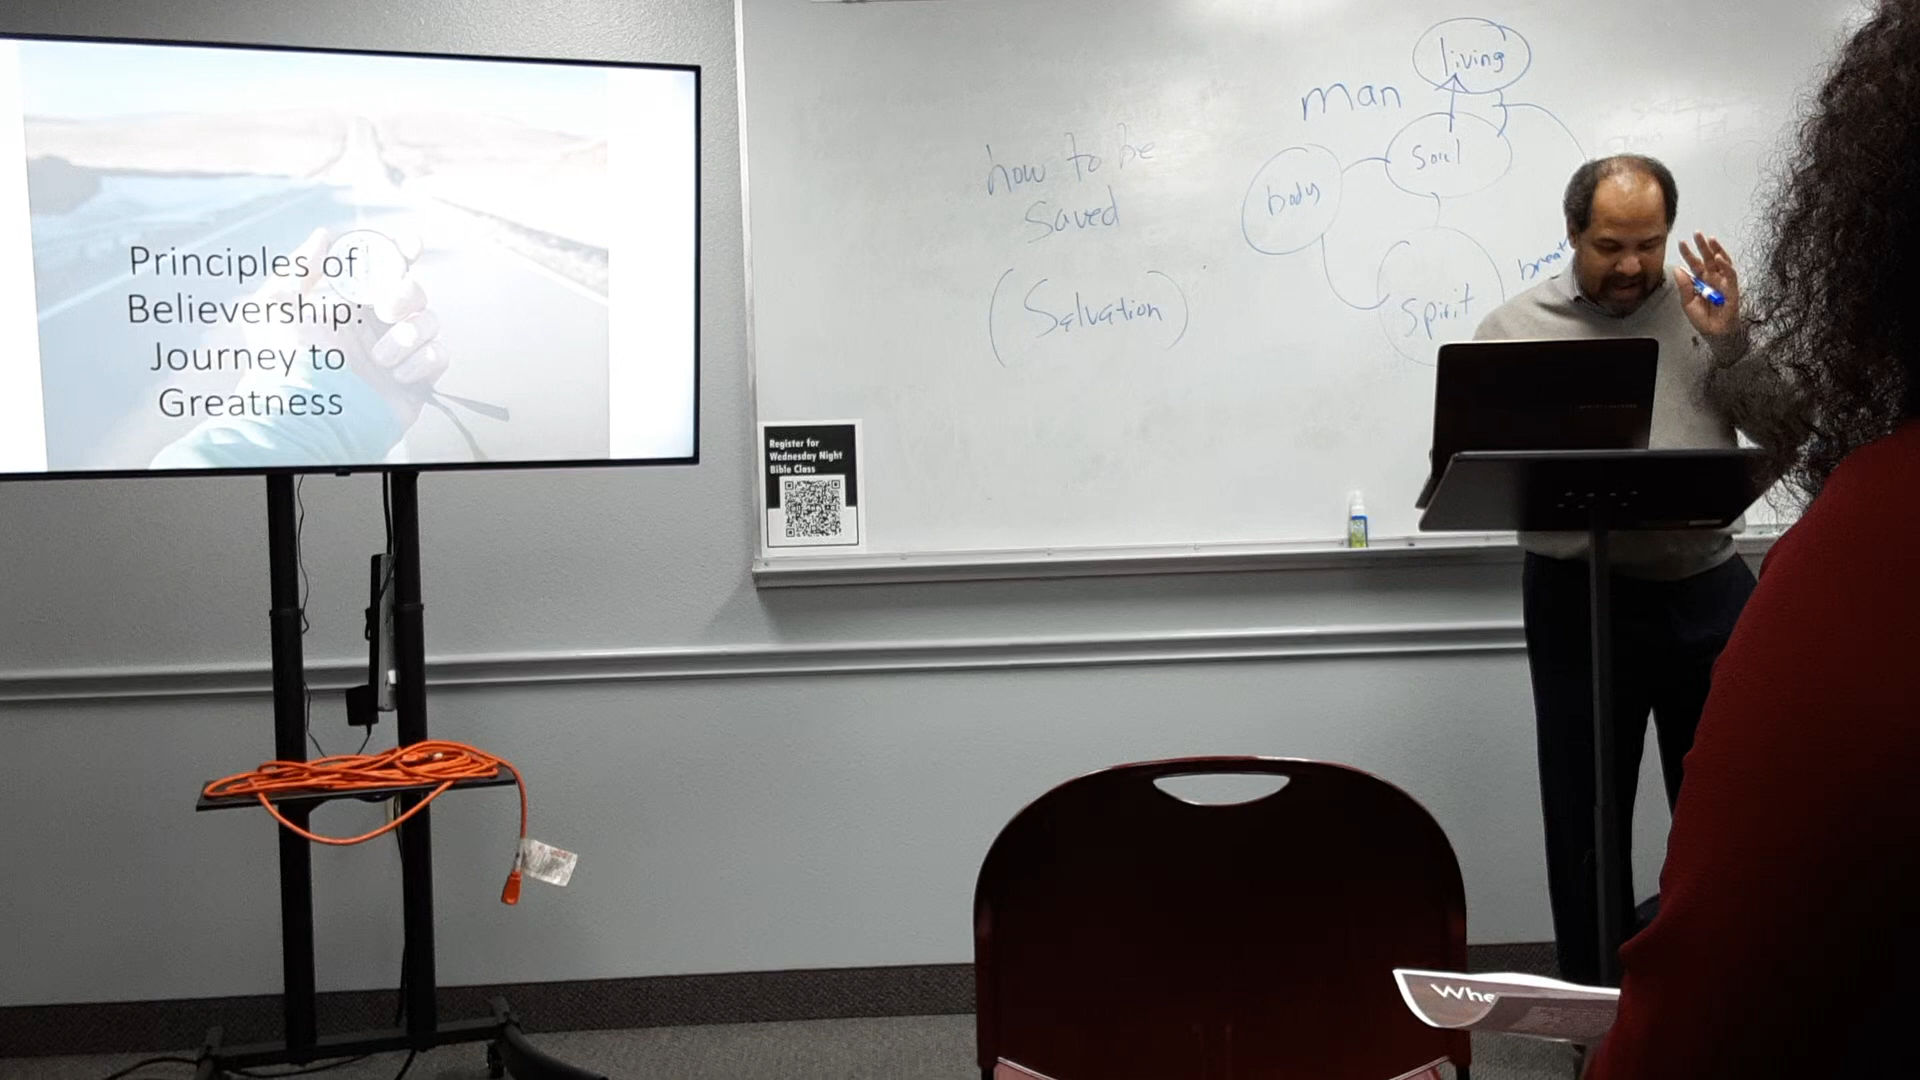 Principles of
Believership:
Journey to
Greatness
how to be
saved
(Salvation)
man
living
soul
body
spirit
Register for
Wednesday Night
Bible Class